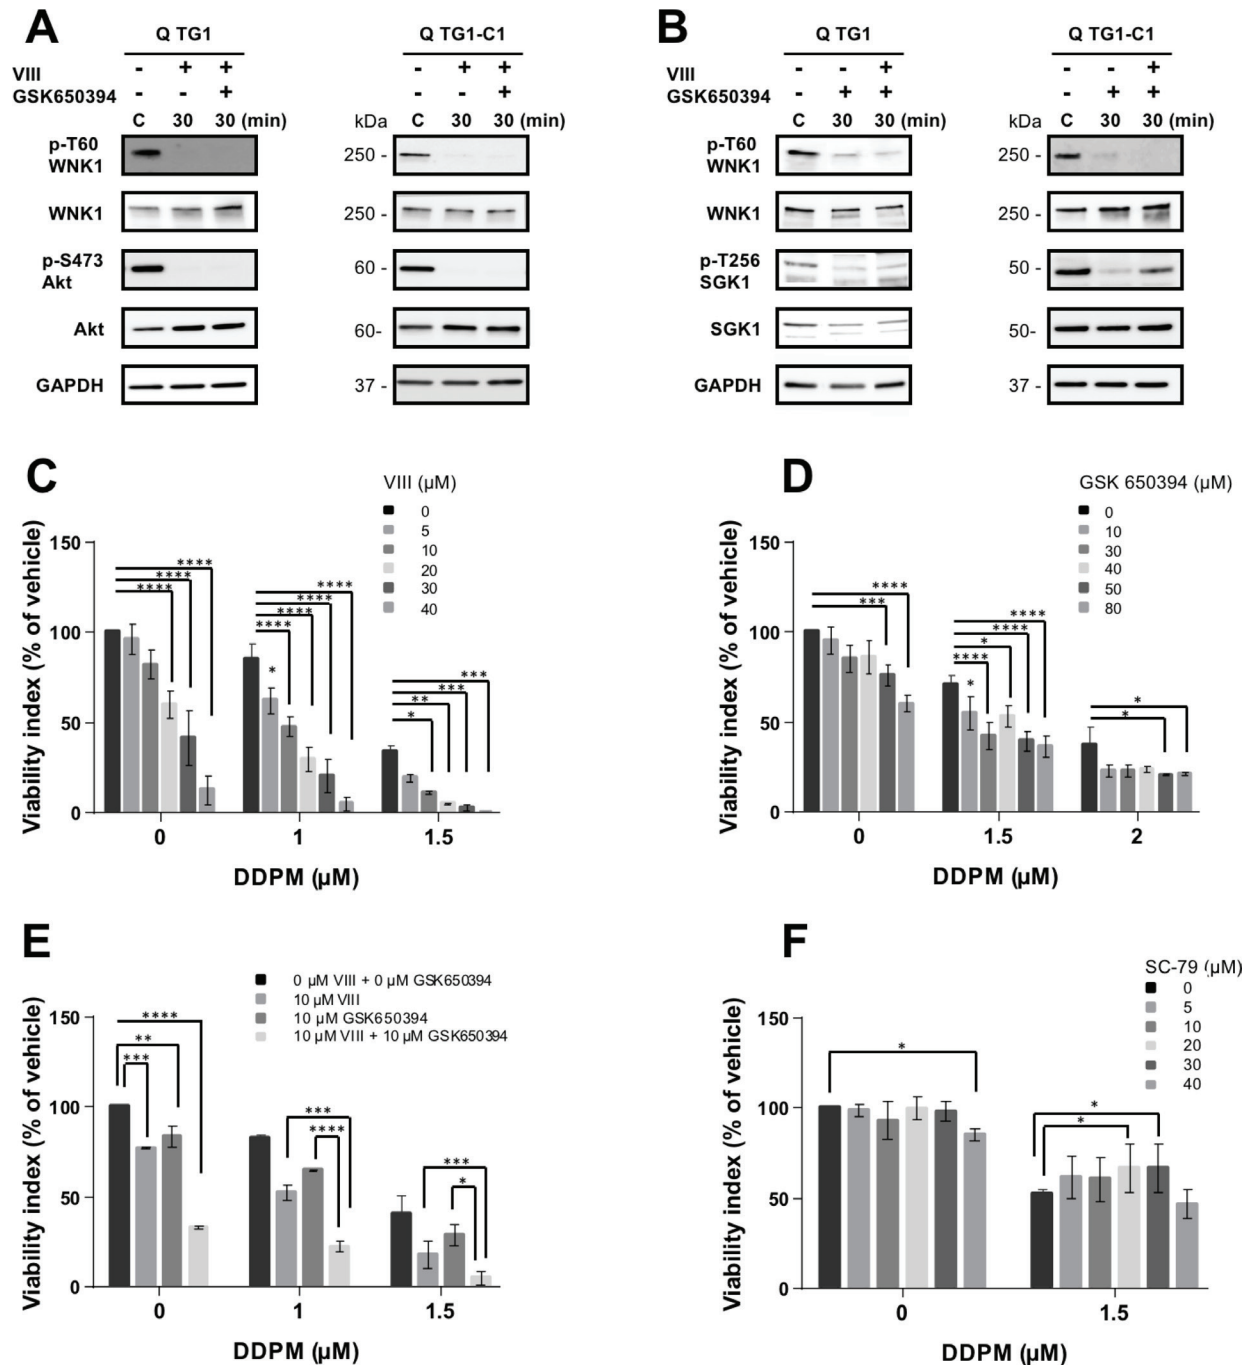 A
Q TG1 Q TG1-C1
VIII - + + - + +
GSK650394 - - + - - +
C 30 30 (min) kDa C 30 30 (min)
p-T60
WNK1 250 -
WNK1 250 -
p-S473
Akt 60 -
Akt 60-
GAPDH 37 -
B
Q TG1 Q TG1-C1
VIII - - + - - +
GSK650394 - + + - + +
C 30 30 (min) kDa C 30 30 (min)
p-T60
WNK1 250 -
WNK1 250 -
p-T256
SGK1 50 -
SGK1 50-
GAPDH 37 -
C
VIII (µM)
0
5
10
20
30
40
Viability index (% of vehicle)
150
100
50
0
****
****
****
****
****
****
****
*
***
***
**
*
0 1 1.5
DDPM (µM)
D
GSK 650394 (µM)
0
10
30
40
50
80
Viability index (% of vehicle)
150
100
50
0
****
***
****
****
*
****
*
*
*
0 1.5 2
DDPM (µM)
E
0 µM VIII + 0 µM GSK650394
10 µM VIII
10 µM GSK650394
10 µM VIII + 10 µM GSK650394
Viability index (% of vehicle)
150
100
50
0
****
**
***
***
****
***
*
0 1 1.5
DDPM (µM)
F
SC-79 (µM)
0
5
10
20
30
40
Viability index (% of vehicle)
150
100
50
0
*
*
*
0 1.5
DDPM (µM)